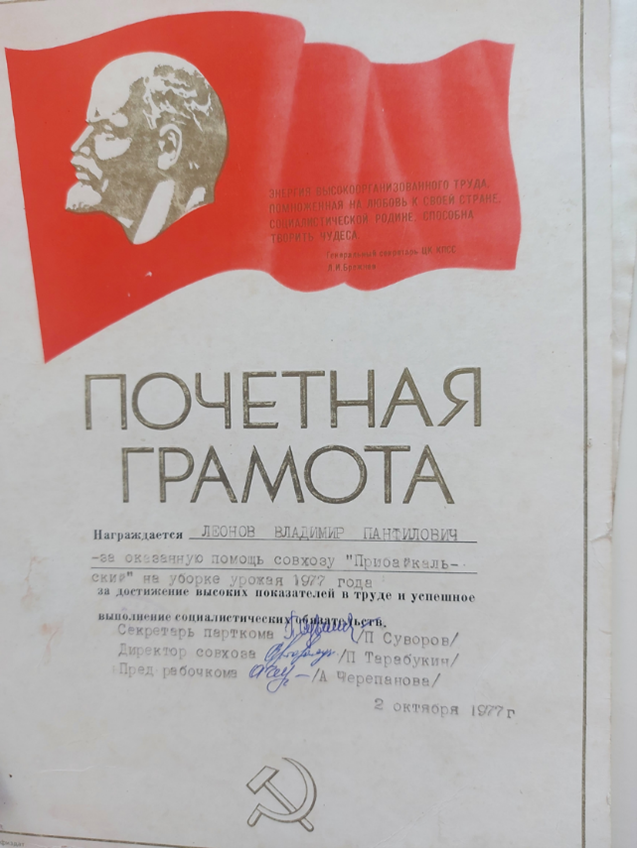 ЭНЕРГИЯ ВЫСОКООРГАНИЗОВАННОГО ТРУДА,
ПОМНОЖЕННАЯ НА ЛЮБОВЬ К СВОЕЙ СТРАНЕ,
СОЦИАЛИСТИЧЕСКОЙ РОДИНЕ, СПОСОБНА
ТВОРИТЬ ЧУДЕСА.
Генеральный секретарь ЦК КПСС
Л.И.Брежнев
ПОЧЕТНАЯ
ГРАМОТА
Награждается ЛЕОНОВ ВЛАДИМИР ПАНТИЛОВИЧ
-за оказанную помощь совхозу "Прибайкаль-
ский" на уборке урожая 1977 года
за достижение высоких показателей в труде и успешное
выполнение социалистических обязательств.
Секретарь парткома /П Суворов/
Директор совхоза /П Тарабукин/
Пред рабочкома /А Черепанова/
2 октября 1977г